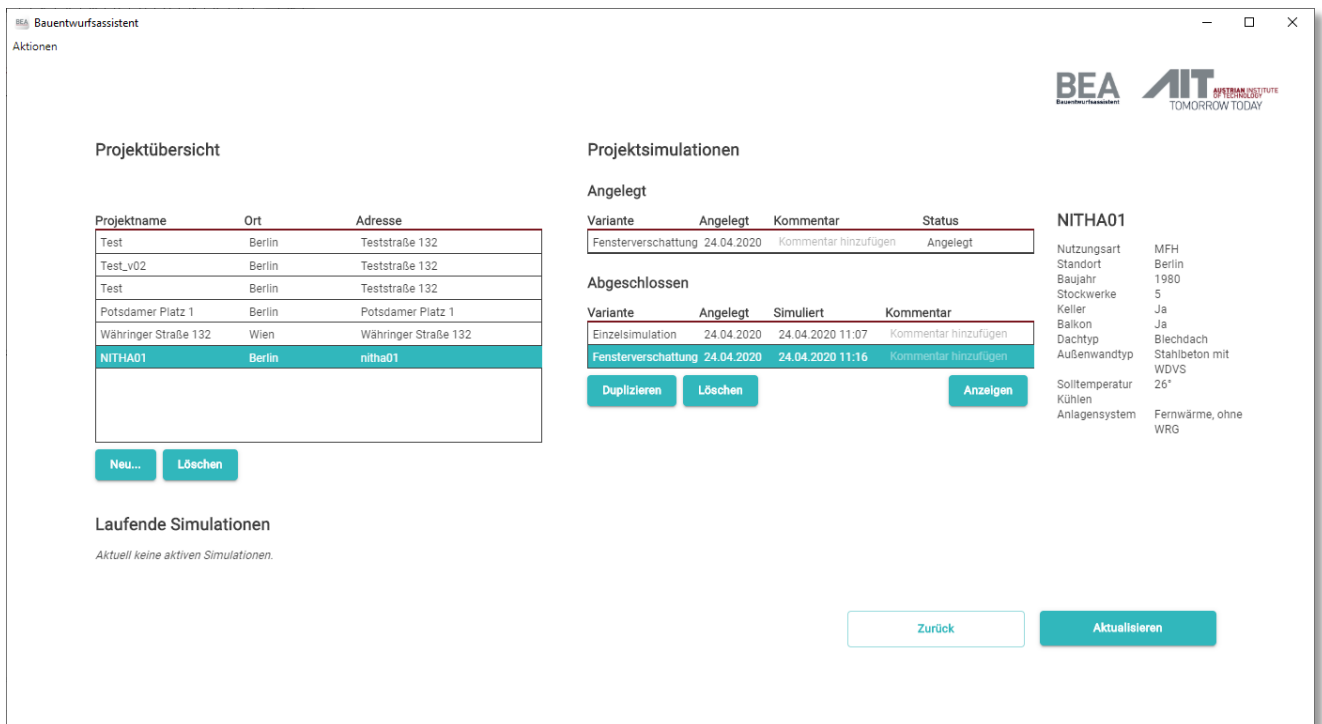 BEA Bauentwurfsassistent
Aktionen
BEA
Bauentwurfsassistent
AIT
AUSTRIAN INSTITUTE
OF TECHNOLOGY
TOMORROW TODAY
Projektübersicht
Projektname Ort Adresse
Test Berlin Teststraße 132
Test_v02 Berlin Teststraße 132
Test Berlin Teststraße 132
Potsdamer Platz 1 Berlin Potsdamer Platz 1
Währinger Straße 132 Wien Währinger Straße 132
NITHA01 Berlin nitha01
Neu... Löschen
Laufende Simulationen
Aktuell keine aktiven Simulationen.
Projektsimulationen
Angelegt
Variante Angelegt Kommentar Status
Fensterverschattung 24.04.2020 Kommentar hinzufügen Angelegt
Abgeschlossen
Variante Angelegt Simuliert Kommentar
Einzelsimulation 24.04.2020 24.04.2020 11:07 Kommentar hinzufügen
Fensterverschattung 24.04.2020 24.04.2020 11:16 Kommentar hinzufügen
Duplizieren Löschen Anzeigen
NITHA01
Nutzungsart MFH
Standort Berlin
Baujahr 1980
Stockwerke 5
Keller Ja
Balkon Ja
Dachtyp Blechdach
Außenwandtyp Stahlbeton mit
WDVS
Solltemperatur 26°
Kühlen
Anlagensystem Fernwärme, ohne
WRG
Zurück Aktualisieren